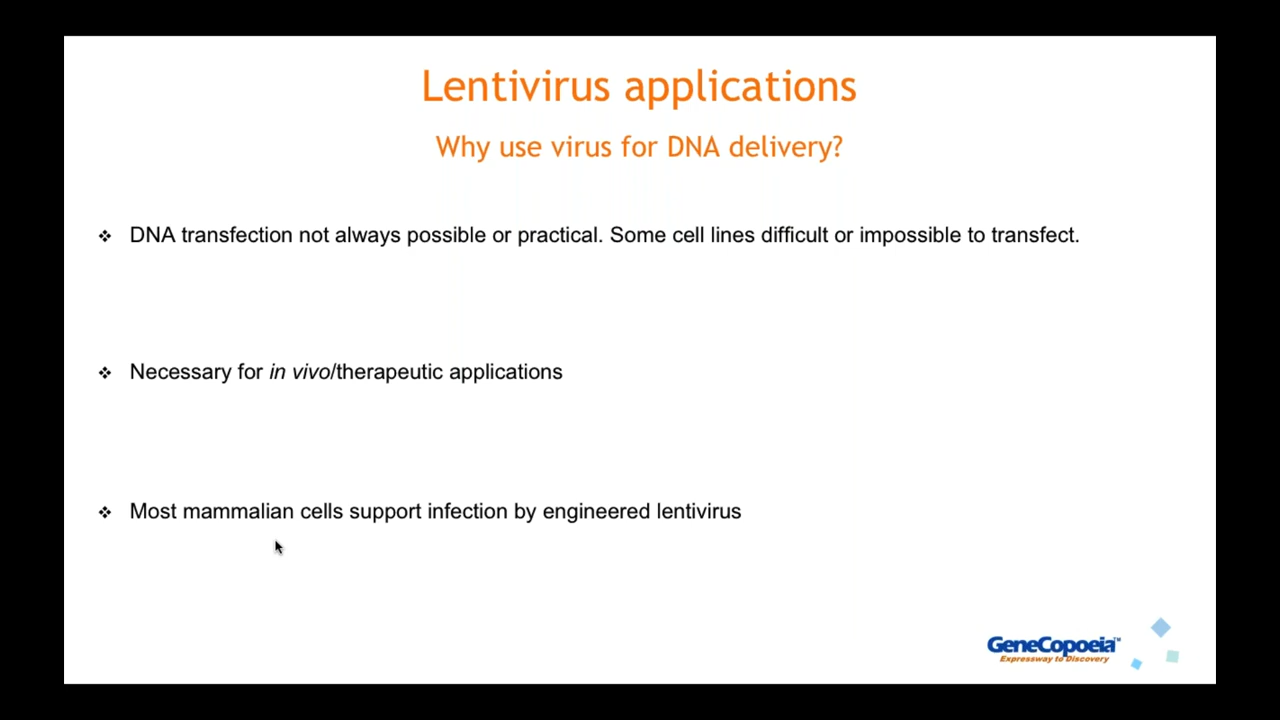 Lentivirus applications
Why use virus for DNA delivery?
❖ DNA transfection not always possible or practical. Some cell lines difficult or impossible to transfect.
❖ Necessary for in vivo/therapeutic applications
❖ Most mammalian cells support infection by engineered lentivirus
GeneCopoeia™
Expressway to Discovery